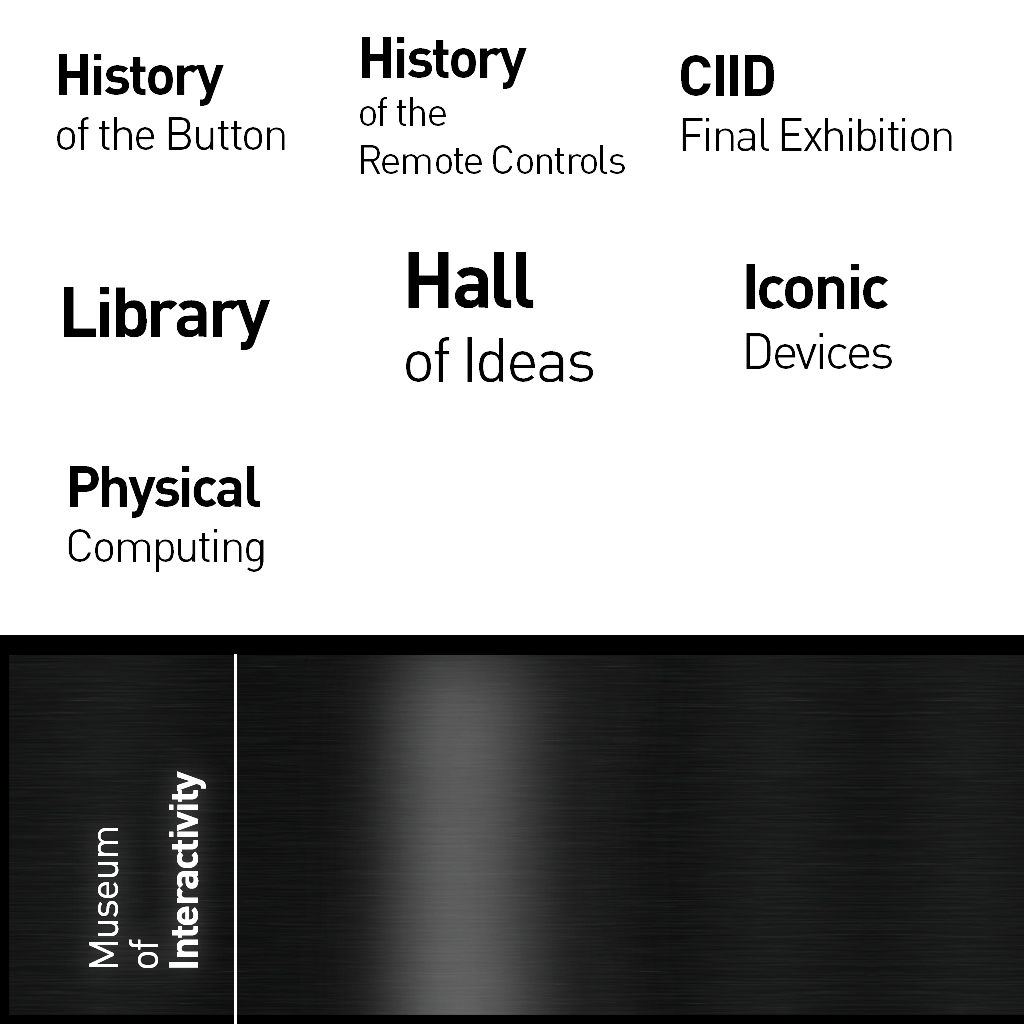 History
of the Button
History
of the
Remote Controls
CIID
Final Exhibition
Library
Hall
of Ideas
Iconic
Devices
Physical
Computing
Museum
of
Interactivity